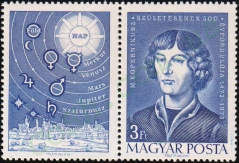 FÖLD
NAP
Merkur
Vénusz
Mars
Jupiter
Szaturnusz
M. KOPERNIKUSZ SZÜLETÉSÉNEK 500. ÉVFORDULÓJA 1473-1973
3Ft
MAGYAR POSTA